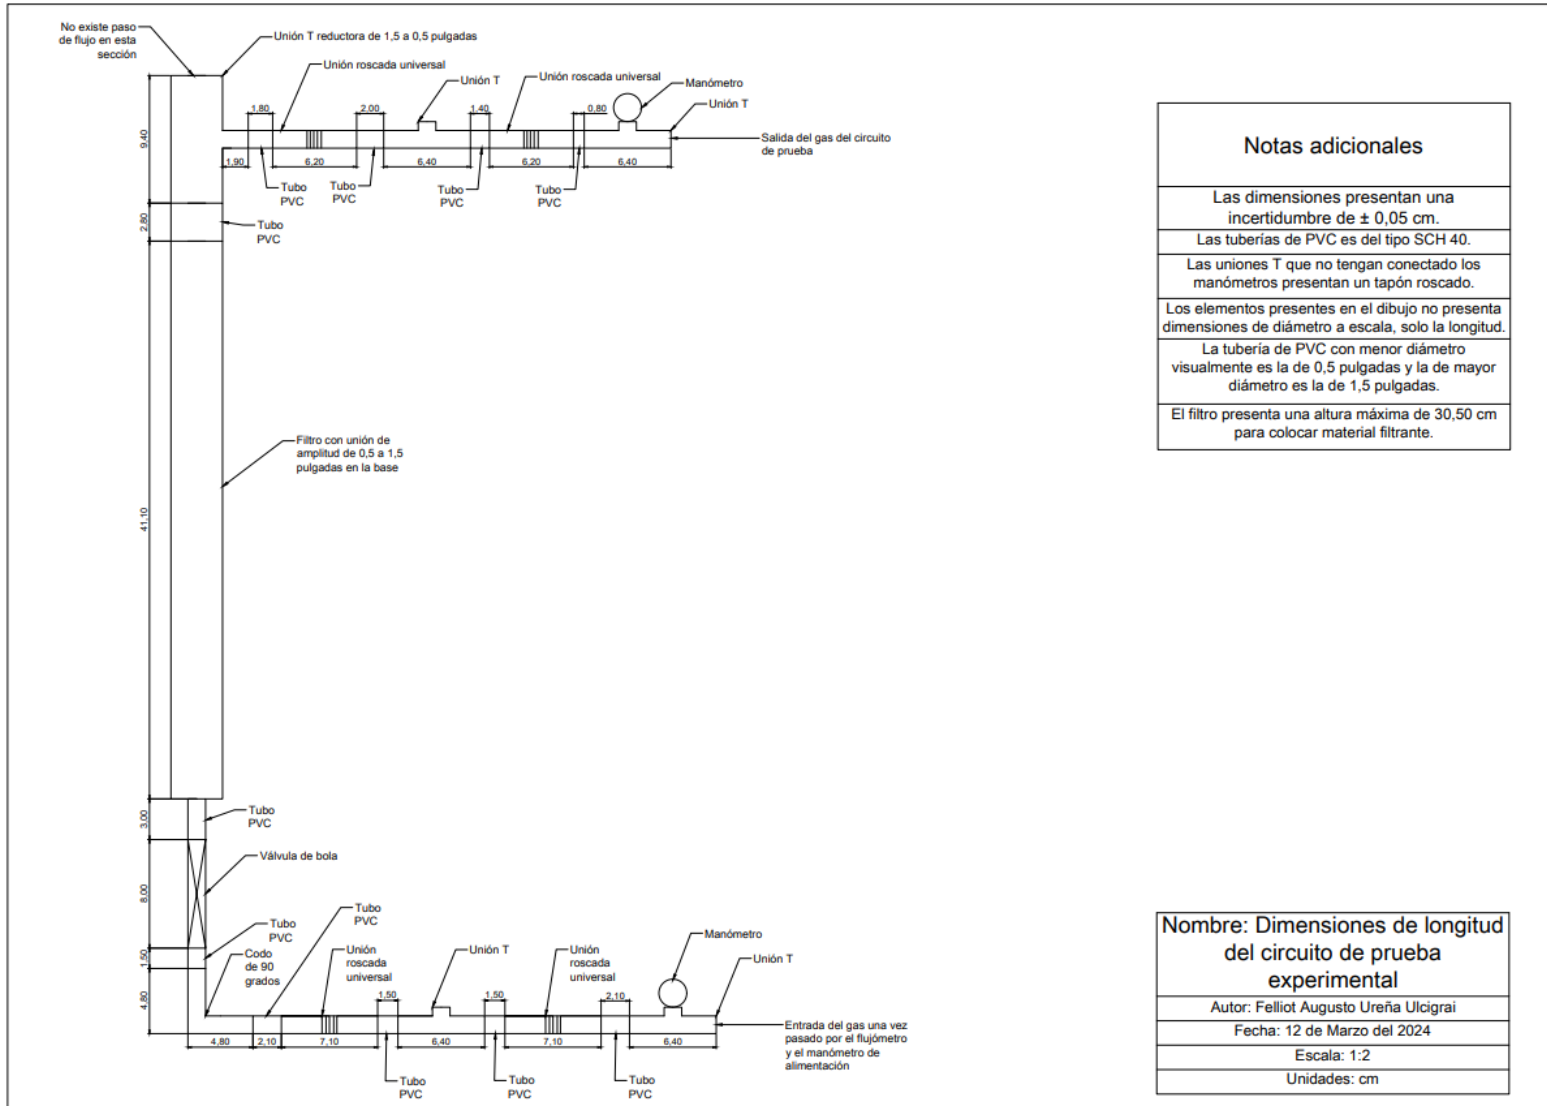 No existe paso
de flujo en esta
sección
Unión T reductora de 1,5 a 0,5 pulgadas
Unión roscada universal
Unión T
Unión roscada universal
Manómetro
Unión T
1,80
2,00
1,40
0,80
Salida del gas del circuito
de prueba
9,40
1,90
6,20
6,40
6,20
6,40
Tubo
PVC
Tubo
PVC
Tubo
PVC
Tubo
PVC
2,80
Tubo
PVC
Filtro con unión de
amplitud de 0,5 a 1,5
pulgadas en la base
41,10
3,00
Tubo
PVC
Válvula de bola
8,00
Tubo
PVC
Tubo
PVC
1,50
Codo
de 90
grados
Unión
roscada
universal
Unión T
Unión
roscada
universal
Manómetro
Unión T
4,80
1,50
1,50
2,10
Entrada del gas una vez
pasado por el flujómetro
y el manómetro de
alimentación
4,80
2,10
7,10
6,40
7,10
6,40
Tubo
PVC
Tubo
PVC
Tubo
PVC
Notas adicionales
Las dimensiones presentan una
incertidumbre de ± 0,05 cm.
Las tuberías de PVC es del tipo SCH 40.
Las uniones T que no tengan conectado los
manómetros presentan un tapón roscado.
Los elementos presentes en el dibujo no presenta
dimensiones de diámetro a escala, solo la longitud.
La tubería de PVC con menor diámetro
visualmente es la de 0,5 pulgadas y la de mayor
diámetro es la de 1,5 pulgadas.
El filtro presenta una altura máxima de 30,50 cm
para colocar material filtrante.
Nombre: Dimensiones de longitud
del circuito de prueba
experimental
Autor: Felliot Augusto Ureña Ulcigrai
Fecha: 12 de Marzo del 2024
Escala: 1:2
Unidades: cm